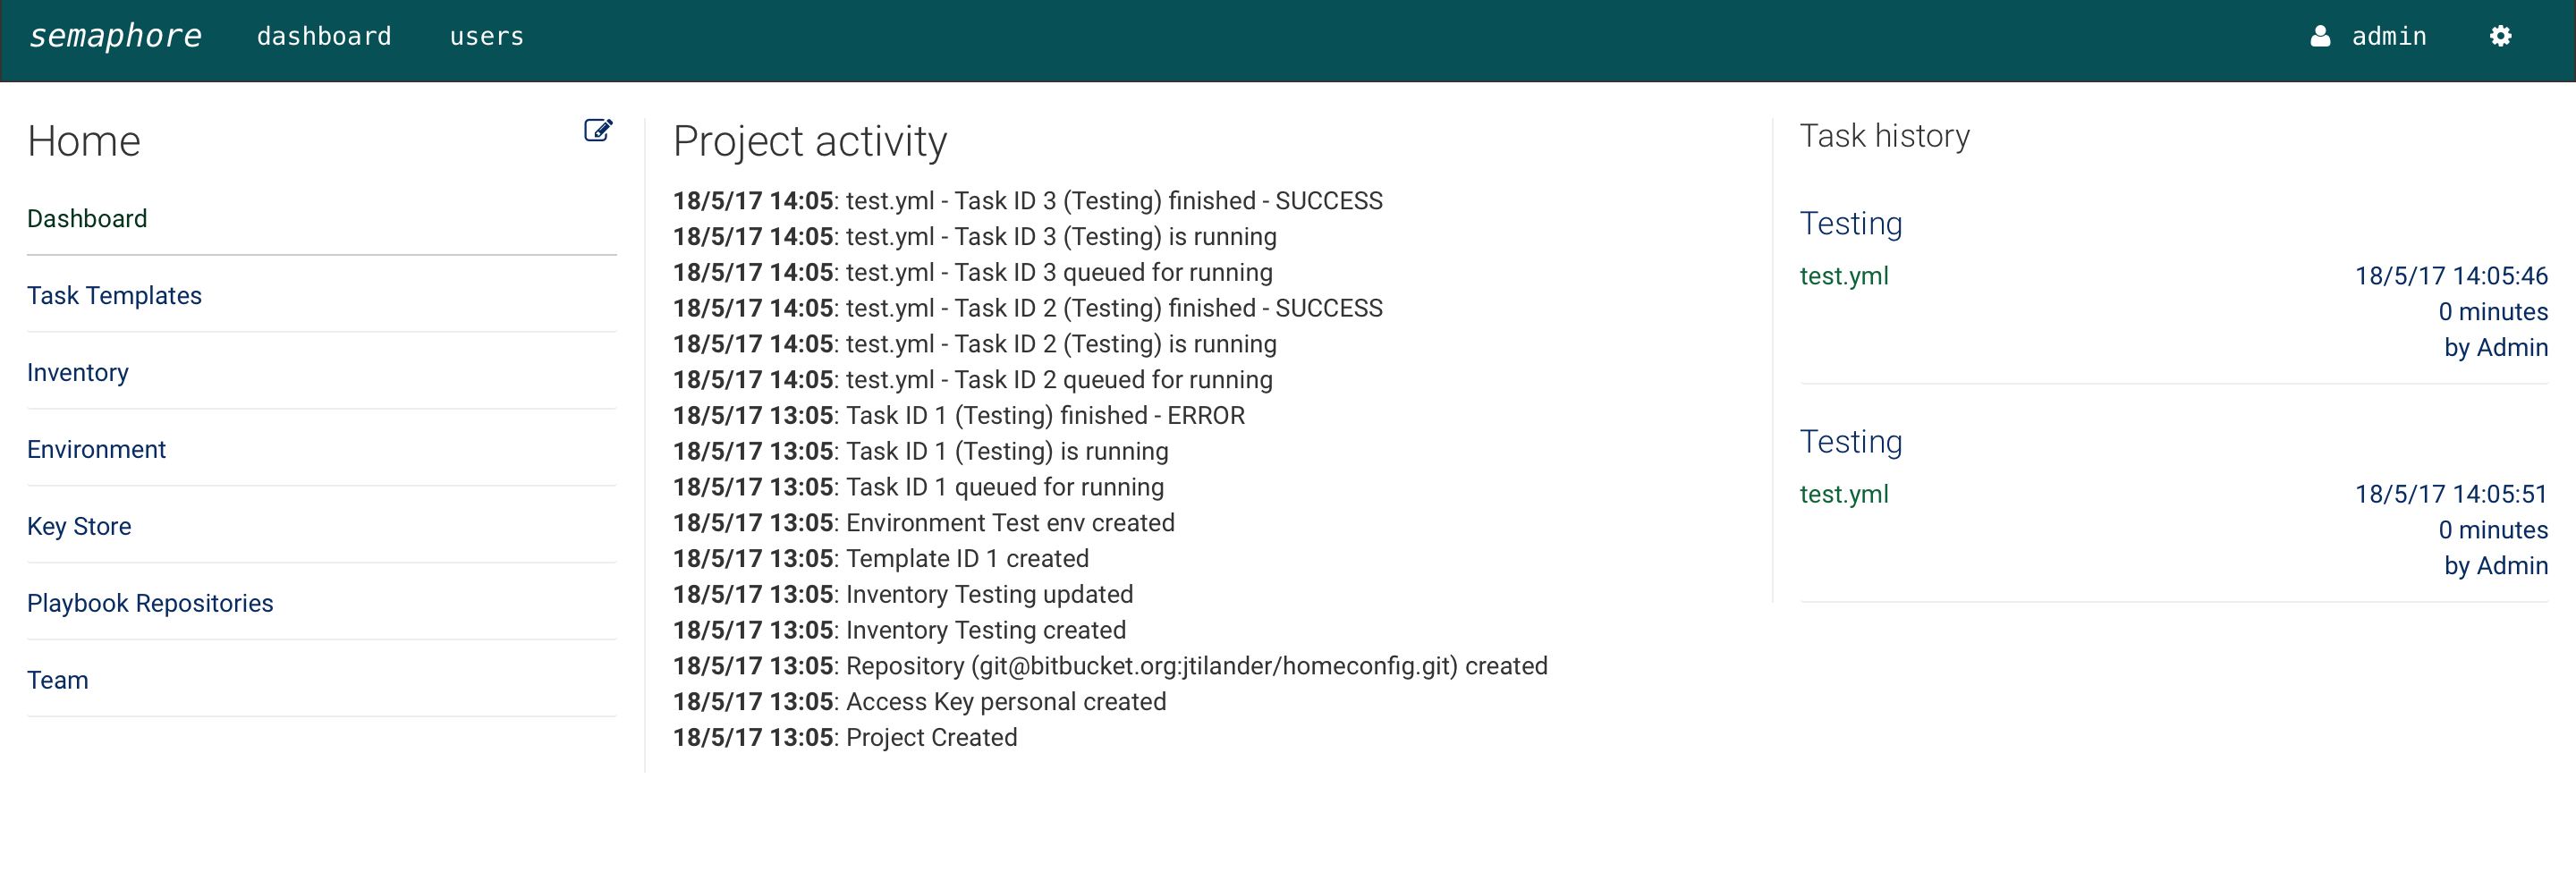 semaphore dashboard users admin
Home
Dashboard
Task Templates
Inventory
Environment
Key Store
Playbook Repositories
Team
Project activity
18/5/17 14:05: test.yml - Task ID 3 (Testing) finished - SUCCESS
18/5/17 14:05: test.yml - Task ID 3 (Testing) is running
18/5/17 14:05: test.yml - Task ID 3 queued for running
18/5/17 14:05: test.yml - Task ID 2 (Testing) finished - SUCCESS
18/5/17 14:05: test.yml - Task ID 2 (Testing) is running
18/5/17 14:05: test.yml - Task ID 2 queued for running
18/5/17 13:05: Task ID 1 (Testing) finished - ERROR
18/5/17 13:05: Task ID 1 (Testing) is running
18/5/17 13:05: Task ID 1 queued for running
18/5/17 13:05: Environment Test env created
18/5/17 13:05: Template ID 1 created
18/5/17 13:05: Inventory Testing updated
18/5/17 13:05: Inventory Testing created
18/5/17 13:05: Repository (git@bitbucket.org:jtilander/homeconfig.git) created
18/5/17 13:05: Access Key personal created
18/5/17 13:05: Project Created
Task history
Testing
test.yml 18/5/17 14:05:46
0 minutes
by Admin
Testing
test.yml 18/5/17 14:05:51
0 minutes
by Admin